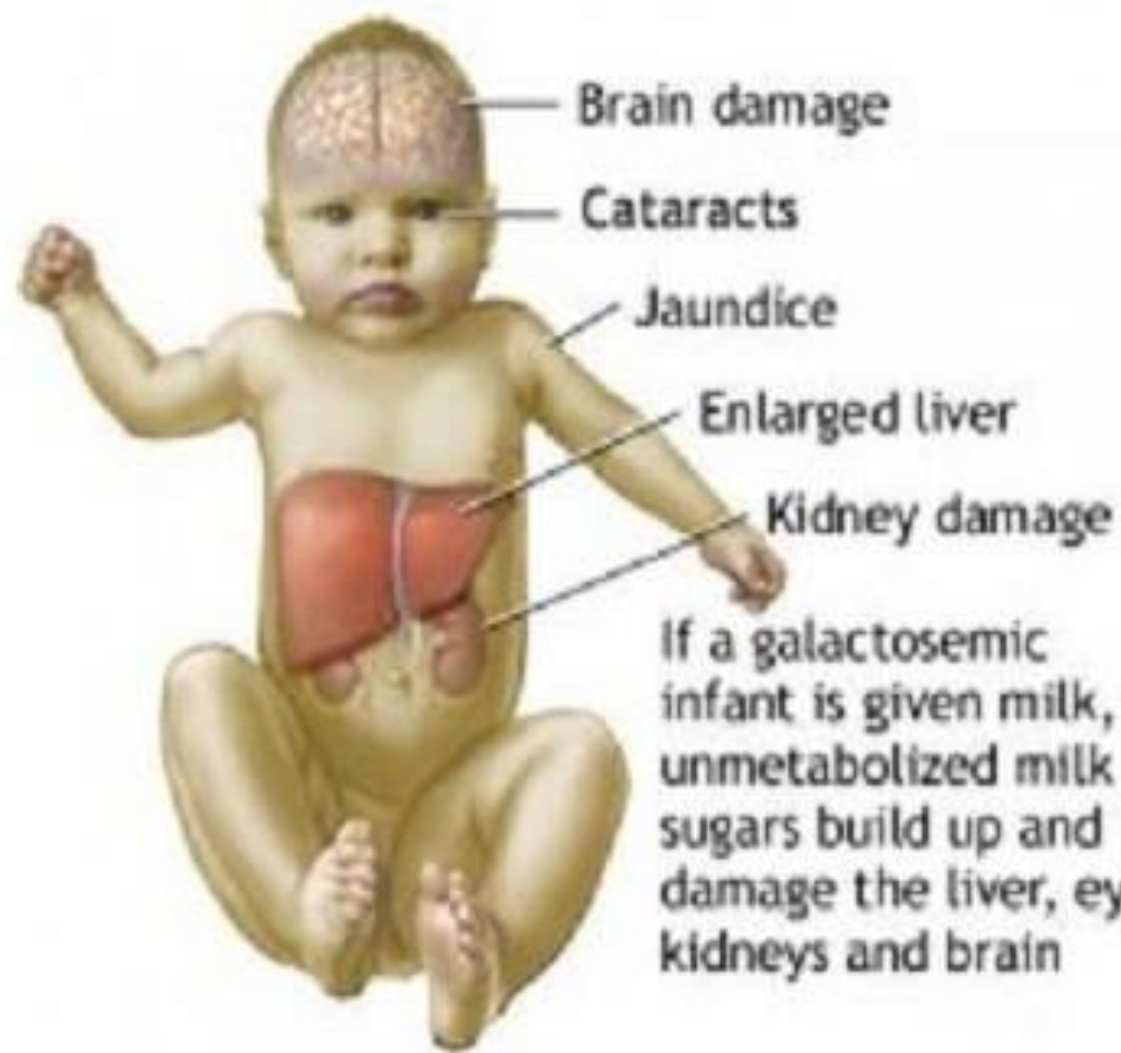 Brain damage
Cataracts
Jaundice
Enlarged liver
Kidney damage
If a galactosemic
infant is given milk,
unmetabolized milk
sugars build up and
damage the liver, ey
kidneys and brain